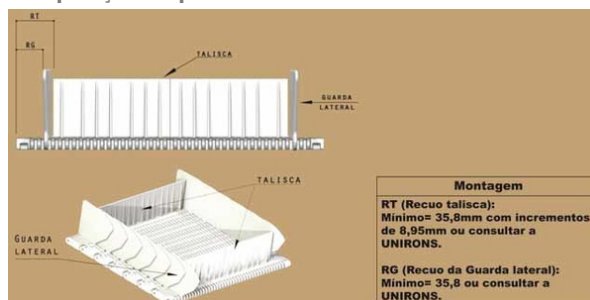 RT
RG
TALISCA
GUARDA
LATERAL
TALISCA
GUARDA
LATERAL
Montagem
RT (Recuo talisca):
Mínimo= 35,8mm com incrementos
de 8,95mm ou consultar a
UNIRONS.
RG (Recuo da Guarda lateral):
Mínimo= 35,8 ou consultar a
UNIRONS.